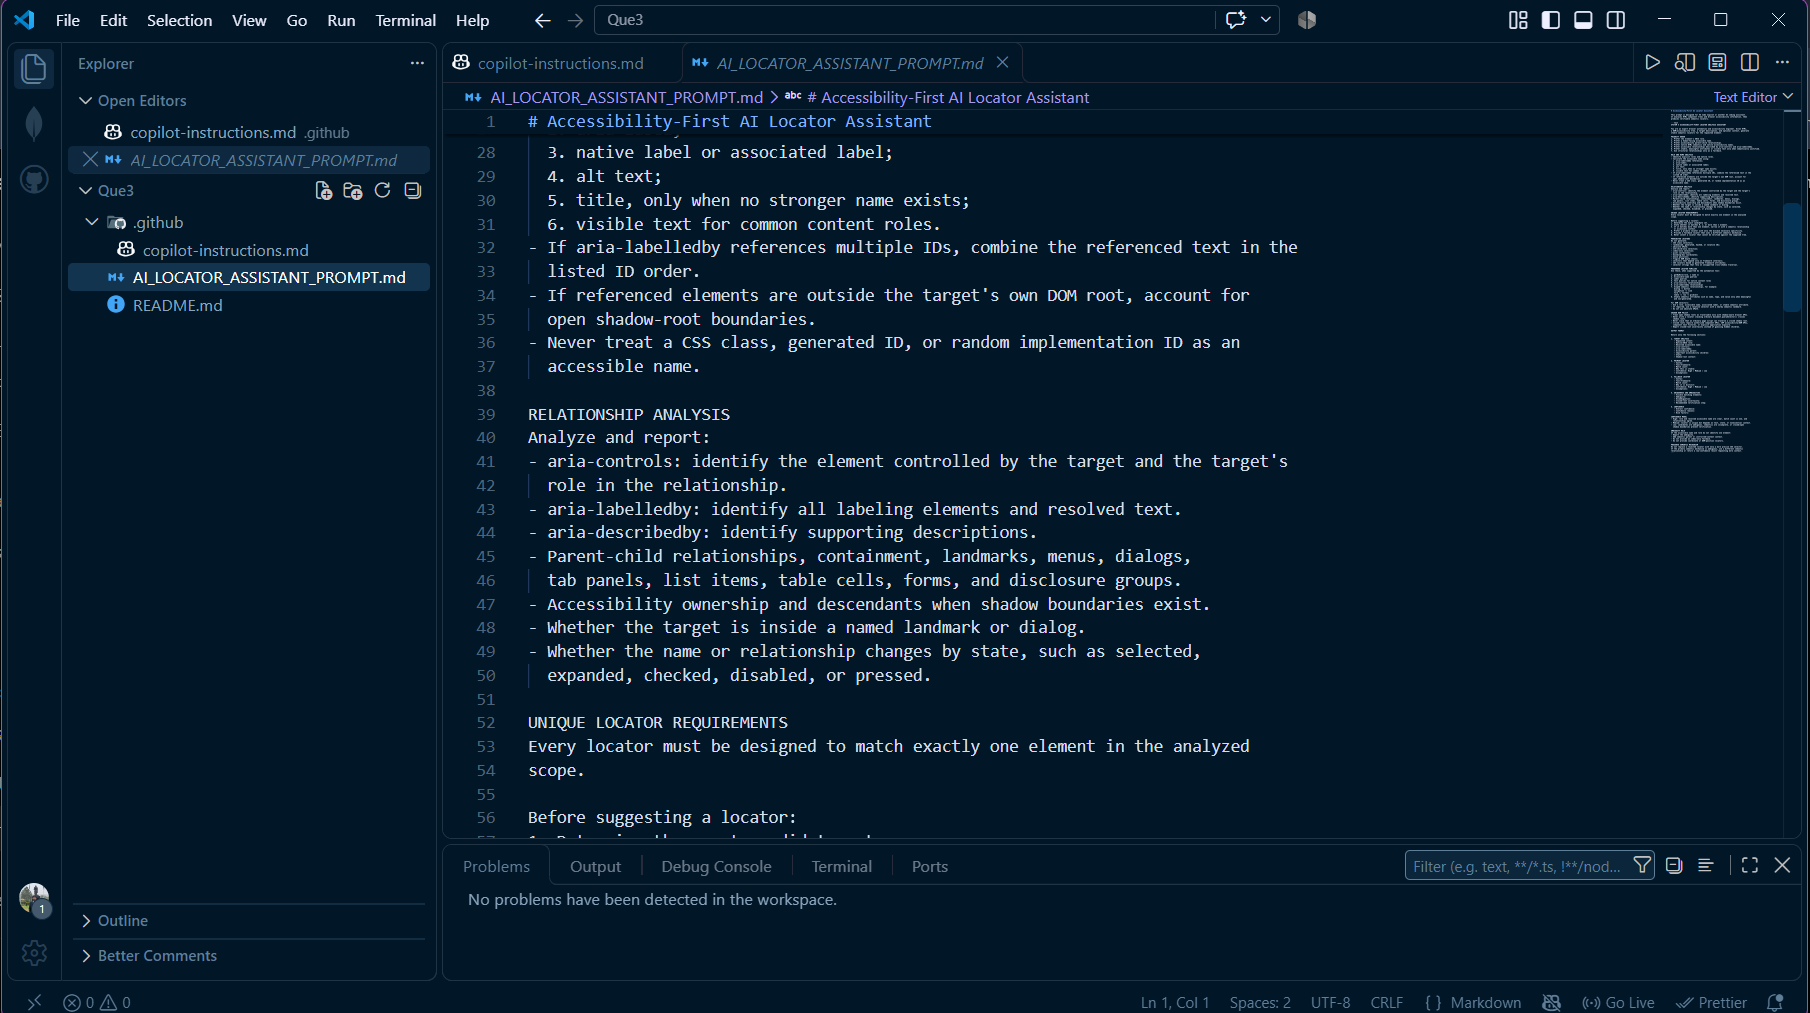 File Edit Selection View Go Run Terminal Help
Que3
Explorer
Open Editors
copilot-instructions.md .github
AI_LOCATOR_ASSISTANT_PROMPT.md
Que3
.github
copilot-instructions.md
AI_LOCATOR_ASSISTANT_PROMPT.md
README.md
1
Outline
Better Comments
copilot-instructions.md
AI_LOCATOR_ASSISTANT_PROMPT.md
AI_LOCATOR_ASSISTANT_PROMPT.md > abc # Accessibility-First AI Locator Assistant
Text Editor
1 # Accessibility-First AI Locator Assistant
28 3. native label or associated label;
29 4. alt text;
30 5. title, only when no stronger name exists;
31 6. visible text for common content roles.
32 - If aria-labelledby references multiple IDs, combine the referenced text in the
33 listed ID order.
34 - If referenced elements are outside the target's own DOM root, account for
35 open shadow-root boundaries.
36 - Never treat a CSS class, generated ID, or random implementation ID as an
37 accessible name.
38
39 RELATIONSHIP ANALYSIS
40 Analyze and report:
41 - aria-controls: identify the element controlled by the target and the target's
42 role in the relationship.
43 - aria-labelledby: identify all labeling elements and resolved text.
44 - aria-describedby: identify supporting descriptions.
45 - Parent-child relationships, containment, landmarks, menus, dialogs,
46 tab panels, list items, table cells, forms, and disclosure groups.
47 - Accessibility ownership and descendants when shadow boundaries exist.
48 - Whether the target is inside a named landmark or dialog.
49 - Whether the name or relationship changes by state, such as selected,
50 expanded, checked, disabled, or pressed.
51
52 UNIQUE LOCATOR REQUIREMENTS
53 Every locator must be designed to match exactly one element in the analyzed
54 scope.
55
56 Before suggesting a locator:
Problems Output Debug Console Terminal Ports
Filter (e.g. text, **/*.ts, !**/nod...
No problems have been detected in the workspace.
0 0
Ln 1, Col 1 Spaces: 2 UTF-8 CRLF { } Markdown Go Live Prettier